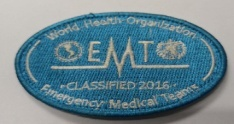 World Health Organization
EMT
CLASSIFIED 2016
Emergency Medical Teams